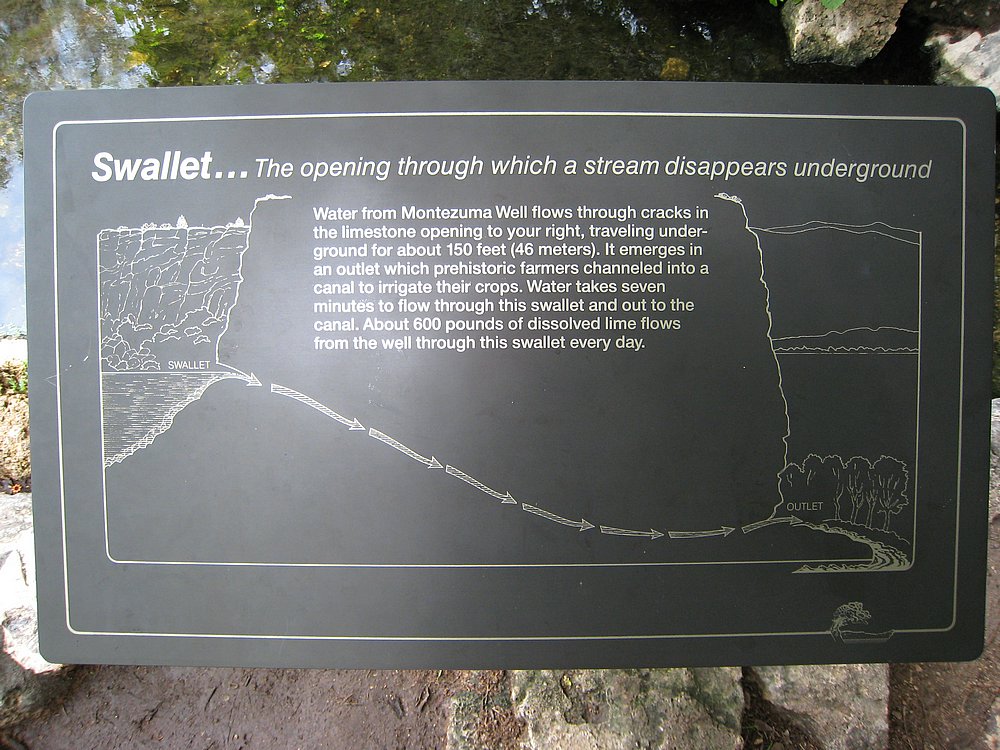 Swallet... The opening through which a stream disappears underground
Water from Montezuma Well flows through cracks in
the limestone opening to your right, traveling under-
ground for about 150 feet (46 meters). It emerges in
an outlet which prehistoric farmers channeled into a
canal to irrigate their crops. Water takes seven
minutes to flow through this swallet and out to the
canal. About 600 pounds of dissolved lime flows
from the well through this swallet every day.
SWALLET
OUTLET